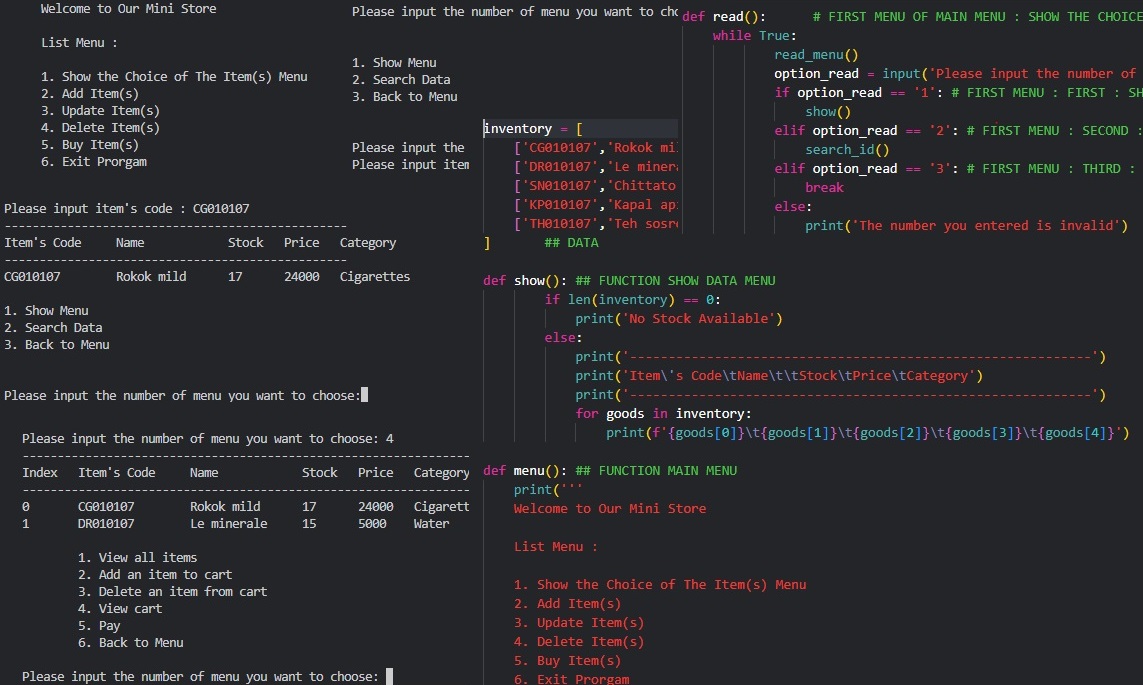 Welcome to Our Mini Store
List Menu :
1. Show the Choice of The Item(s) Menu
2. Add Item(s)
3. Update Item(s)
4. Delete Item(s)
5. Buy Item(s)
6. Exit Prorgam
Please input item's code : CG010107
-------------------------------------------------
Item's Code     Name            Stock   Price   Category
-------------------------------------------------
CG010107        Rokok mild      17      24000   Cigarettes
1. Show Menu
2. Search Data
3. Back to Menu
Please input the number of menu you want to choose:
Please input the number of menu you want to choose: 4
----------------------------------------------------------------
Index   Item's Code     Name            Stock   Price   Category
----------------------------------------------------------------
0       CG010107        Rokok mild      17      24000   Cigarett
1       DR010107        Le minerale     15      5000    Water
1. View all items
2. Add an item to cart
3. Delete an item from cart
4. View cart
5. Pay
6. Back to Menu
Please input the number of menu you want to choose:
Please input the number of menu you want to cho
1. Show Menu
2. Search Data
3. Back to Menu
Please input the
Please input item
def read():      # FIRST MENU OF MAIN MENU : SHOW THE CHOICE
while True:
read_menu()
option_read = input('Please input the number of
if option_read == '1': # FIRST MENU : FIRST : SH
show()
elif option_read == '2': # FIRST MENU : SECOND :
search_id()
elif option_read == '3': # FIRST MENU : THIRD :
break
else:
print('The number you entered is invalid')
inventory = [
['CG010107','Rokok mi
['DR010107','Le miner
['SN010107','Chittato
['KP010107','Kapal ap
['TH010107','Teh sosr
]       ## DATA
def show(): ## FUNCTION SHOW DATA MENU
if len(inventory) == 0:
print('No Stock Available')
else:
print('------------------------------------------------------------')
print('Item\'s Code\tName\t\tStock\tPrice\tCategory')
print('------------------------------------------------------------')
for goods in inventory:
print(f'{goods[0]}\t{goods[1]}\t{goods[2]}\t{goods[3]}\t{goods[4]}')
def menu(): ## FUNCTION MAIN MENU
print('''
Welcome to Our Mini Store
List Menu :
1. Show the Choice of The Item(s) Menu
2. Add Item(s)
3. Update Item(s)
4. Delete Item(s)
5. Buy Item(s)
6. Exit Prorgam